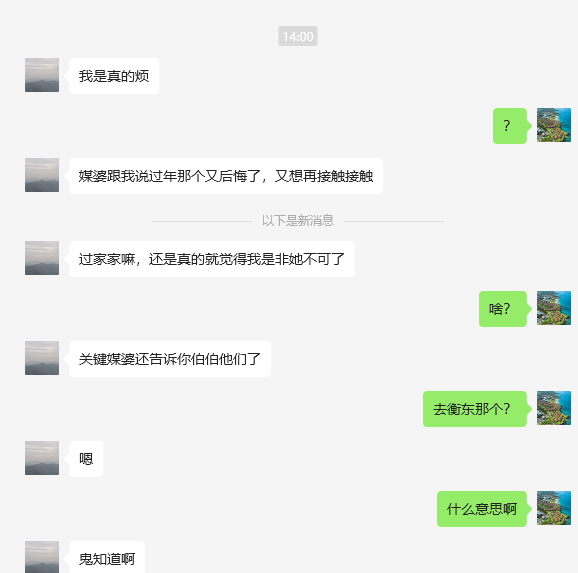 14:00
我是真的烦
？
媒婆跟我说过年那个又后悔了，又想再接触接触
以下是新消息
过家家嘛，还是真的就觉得我是非她不可了
啥？
关键媒婆还告诉你伯伯他们了
去衡东那个？
嗯
什么意思啊
鬼知道啊